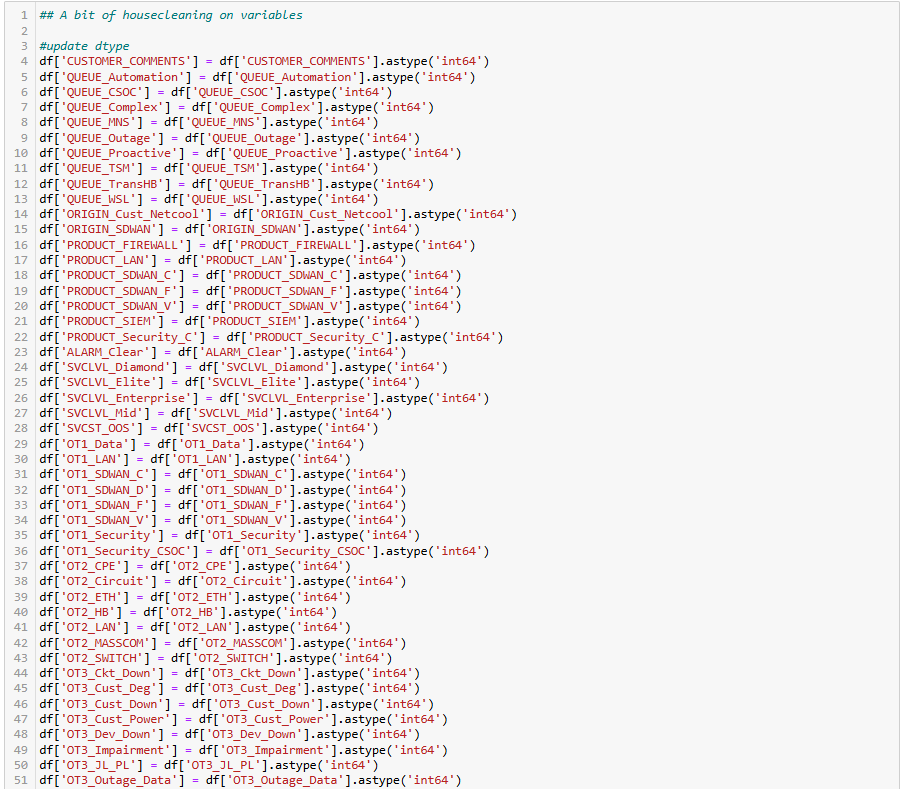 1 ## A bit of housecleaning on variables
2
3 #update dtype
4 df['CUSTOMER_COMMENTS'] = df['CUSTOMER_COMMENTS'].astype('int64')
5 df['QUEUE_Automation'] = df['QUEUE_Automation'].astype('int64')
6 df['QUEUE_CSOC'] = df['QUEUE_CSOC'].astype('int64')
7 df['QUEUE_Complex'] = df['QUEUE_Complex'].astype('int64')
8 df['QUEUE_MNS'] = df['QUEUE_MNS'].astype('int64')
9 df['QUEUE_Outage'] = df['QUEUE_Outage'].astype('int64')
10 df['QUEUE_Proactive'] = df['QUEUE_Proactive'].astype('int64')
11 df['QUEUE_TSM'] = df['QUEUE_TSM'].astype('int64')
12 df['QUEUE_TransHB'] = df['QUEUE_TransHB'].astype('int64')
13 df['QUEUE_WSL'] = df['QUEUE_WSL'].astype('int64')
14 df['ORIGIN_Cust_Netcool'] = df['ORIGIN_Cust_Netcool'].astype('int64')
15 df['ORIGIN_SDWAN'] = df['ORIGIN_SDWAN'].astype('int64')
16 df['PRODUCT_FIREWALL'] = df['PRODUCT_FIREWALL'].astype('int64')
17 df['PRODUCT_LAN'] = df['PRODUCT_LAN'].astype('int64')
18 df['PRODUCT_SDWAN_C'] = df['PRODUCT_SDWAN_C'].astype('int64')
19 df['PRODUCT_SDWAN_F'] = df['PRODUCT_SDWAN_F'].astype('int64')
20 df['PRODUCT_SDWAN_V'] = df['PRODUCT_SDWAN_V'].astype('int64')
21 df['PRODUCT_SIEM'] = df['PRODUCT_SIEM'].astype('int64')
22 df['PRODUCT_Security_C'] = df['PRODUCT_Security_C'].astype('int64')
23 df['ALARM_Clear'] = df['ALARM_Clear'].astype('int64')
24 df['SVCLVL_Diamond'] = df['SVCLVL_Diamond'].astype('int64')
25 df['SVCLVL_Elite'] = df['SVCLVL_Elite'].astype('int64')
26 df['SVCLVL_Enterprise'] = df['SVCLVL_Enterprise'].astype('int64')
27 df['SVCLVL_Mid'] = df['SVCLVL_Mid'].astype('int64')
28 df['SVCST_OOS'] = df['SVCST_OOS'].astype('int64')
29 df['OT1_Data'] = df['OT1_Data'].astype('int64')
30 df['OT1_LAN'] = df['OT1_LAN'].astype('int64')
31 df['OT1_SDWAN_C'] = df['OT1_SDWAN_C'].astype('int64')
32 df['OT1_SDWAN_D'] = df['OT1_SDWAN_D'].astype('int64')
33 df['OT1_SDWAN_F'] = df['OT1_SDWAN_F'].astype('int64')
34 df['OT1_SDWAN_V'] = df['OT1_SDWAN_V'].astype('int64')
35 df['OT1_Security'] = df['OT1_Security'].astype('int64')
36 df['OT1_Security_CSOC'] = df['OT1_Security_CSOC'].astype('int64')
37 df['OT2_CPE'] = df['OT2_CPE'].astype('int64')
38 df['OT2_Circuit'] = df['OT2_Circuit'].astype('int64')
39 df['OT2_ETH'] = df['OT2_ETH'].astype('int64')
40 df['OT2_HB'] = df['OT2_HB'].astype('int64')
41 df['OT2_LAN'] = df['OT2_LAN'].astype('int64')
42 df['OT2_MASSCOM'] = df['OT2_MASSCOM'].astype('int64')
43 df['OT2_SWITCH'] = df['OT2_SWITCH'].astype('int64')
44 df['OT3_Ckt_Down'] = df['OT3_Ckt_Down'].astype('int64')
45 df['OT3_Cust_Deg'] = df['OT3_Cust_Deg'].astype('int64')
46 df['OT3_Cust_Down'] = df['OT3_Cust_Down'].astype('int64')
47 df['OT3_Cust_Power'] = df['OT3_Cust_Power'].astype('int64')
48 df['OT3_Dev_Down'] = df['OT3_Dev_Down'].astype('int64')
49 df['OT3_Impairment'] = df['OT3_Impairment'].astype('int64')
50 df['OT3_JL_PL'] = df['OT3_JL_PL'].astype('int64')
51 df['OT3_Outage_Data'] = df['OT3_Outage_Data'].astype('int64')